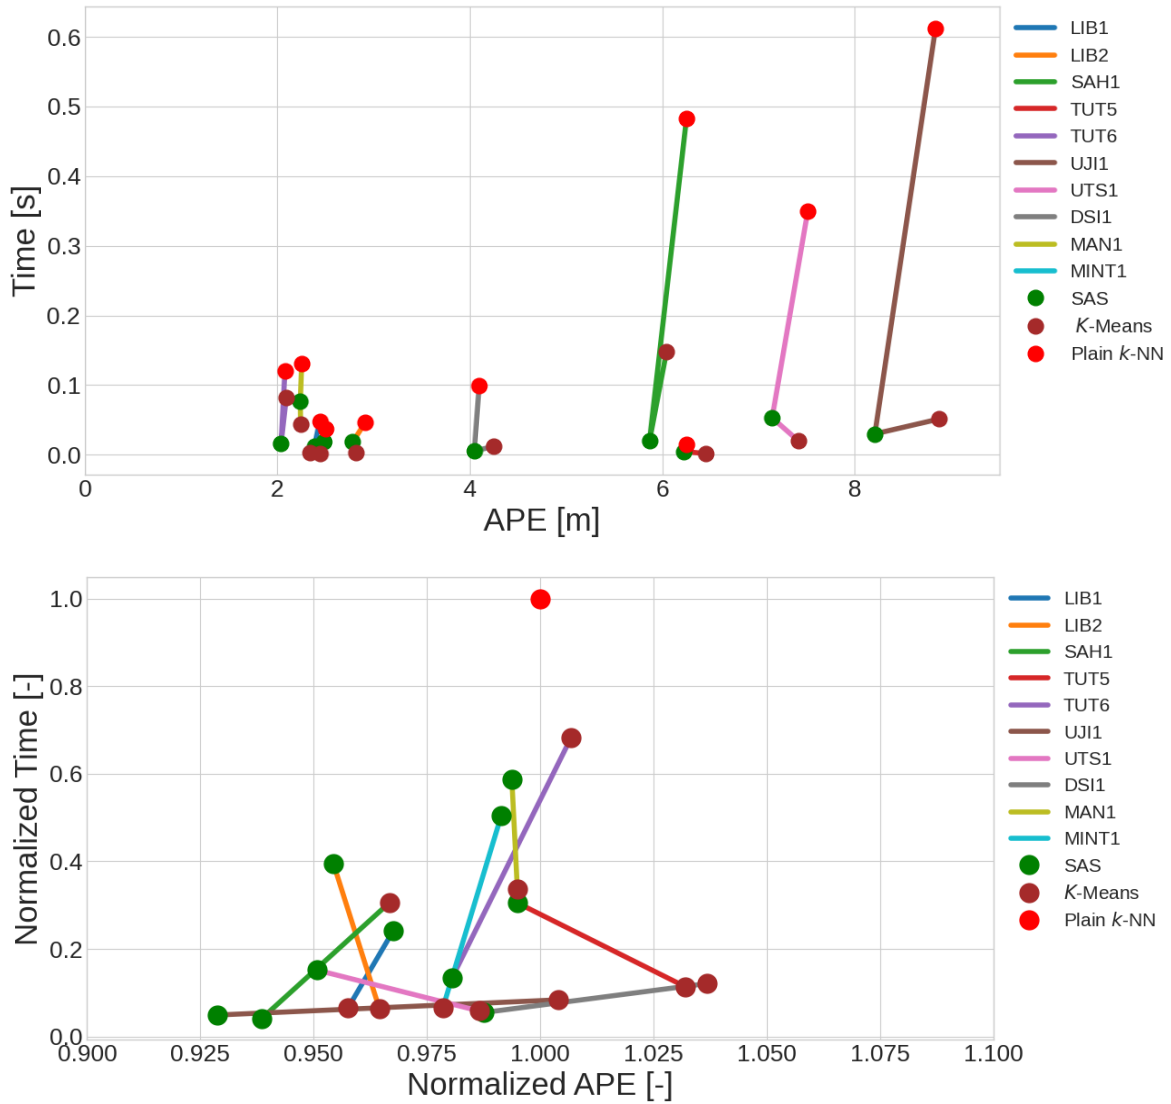 0.6
0.5
0.4
0.3
0.2
0.1
0.0
Time [s]
0 2 4 6 8
APE [m]
LIB1
LIB2
SAH1
TUT5
TUT6
UJI1
UTS1
DSI1
MAN1
MINT1
SAS
K-Means
Plain k-NN
1.0
0.8
0.6
0.4
0.2
0.0
Normalized Time [-]
0.900 0.925 0.950 0.975 1.000 1.025 1.050 1.075 1.100
Normalized APE [-]
LIB1
LIB2
SAH1
TUT5
TUT6
UJI1
UTS1
DSI1
MAN1
MINT1
SAS
K-Means
Plain k-NN